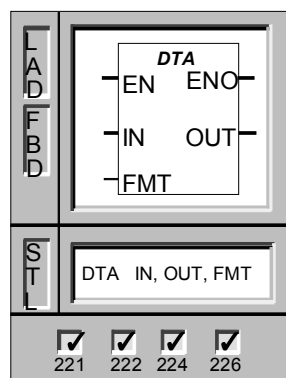 LAD
FBD
DTA
EN ENO
IN OUT
FMT
STL
DTA IN, OUT, FMT
221 222 224 226